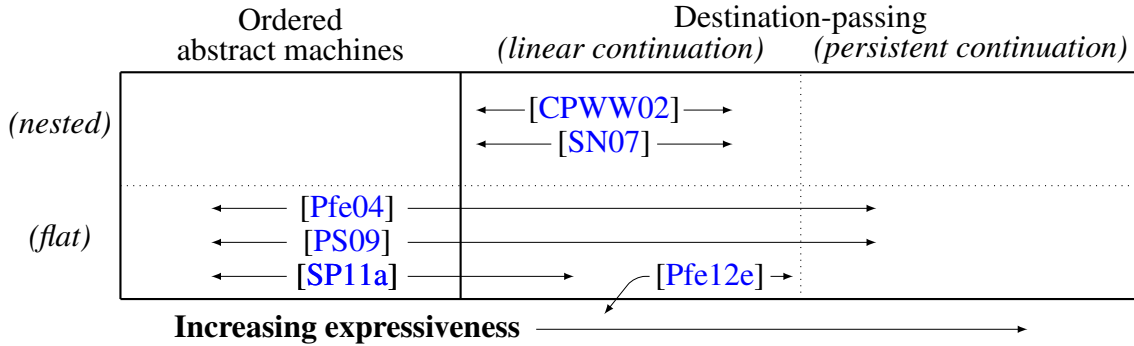 Ordered
abstract machines
Destination-passing
(linear continuation) (persistent continuation)
(nested)
[CPWW02]
[SN07]
(flat)
[Pfe04]
[PS09]
[SP11a] [Pfe12e]
Increasing expressiveness